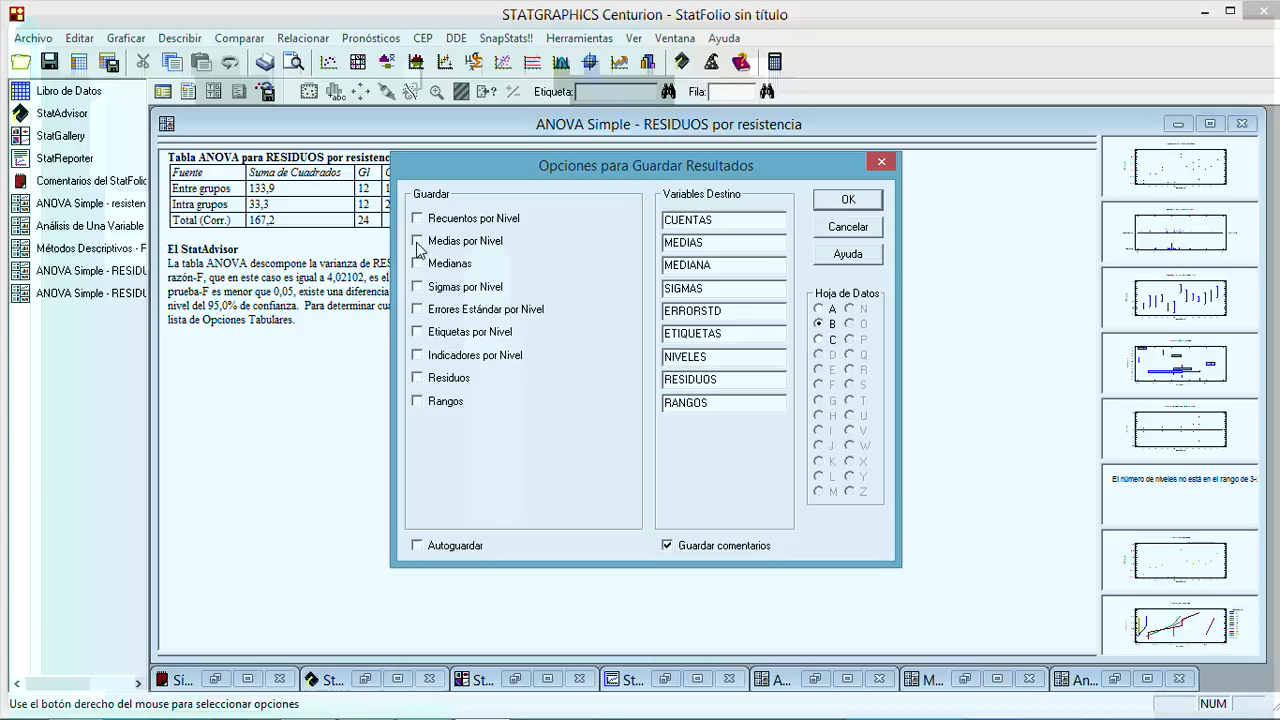 STATGRAPHICS Centurion - StatFolio sin título
Archivo Editar Graficar Describir Comparar Relacionar Pronósticos CEP DDE SnapStats!! Herramientas Ver Ventana Ayuda
Etiqueta: Fila:
Libro de Datos
StatAdvisor
StatGallery
StatReporter
Comentarios del StatFolio
ANOVA Simple - resisten
Análisis de Una Variable
Métodos Descriptivos - F
ANOVA Simple - RESIDU
ANOVA Simple - RESIDU
ANOVA Simple - RESIDUOS por resistencia
Tabla ANOVA para RESIDUOS por resistenc
Fuente Suma de Cuadrados Gl
Entre grupos 133,9 12
Intra grupos 33,3 12
Total (Corr.) 167,2 24
El StatAdvisor
La tabla ANOVA descompone la varianza de RES
razón-F, que en este caso es igual a 4,02102, es el
prueba-F es menor que 0,05, existe una diferencia
nivel del 95,0% de confianza. Para determinar cu
lista de Opciones Tabulares.
Opciones para Guardar Resultados
Guardar
Recuentos por Nivel
Medias por Nivel
Medianas
Sigmas por Nivel
Errores Estándar por Nivel
Etiquetas por Nivel
Indicadores por Nivel
Residuos
Rangos
Autoguardar
Variables Destino
CUENTAS
MEDIAS
MEDIANA
SIGMAS
ERRORSTD
ETIQUETAS
NIVELES
RESIDUOS
RANGOS
Guardar comentarios
OK
Cancelar
Ayuda
Hoja de Datos
A N
B O
C P
D Q
E R
F S
G T
H U
I V
J W
K X
L Y
M Z
El número de niveles no está en el rango de 3-
Sí... St... St... St... A... M... An...
Use el botón derecho del mouse para seleccionar opciones
NUM